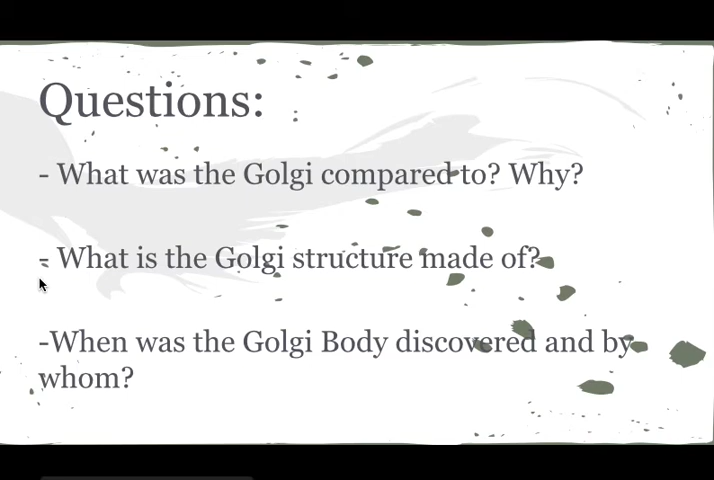 Questions:
- What was the Golgi compared to? Why?
- What is the Golgi structure made of?
-When was the Golgi Body discovered and by
whom?